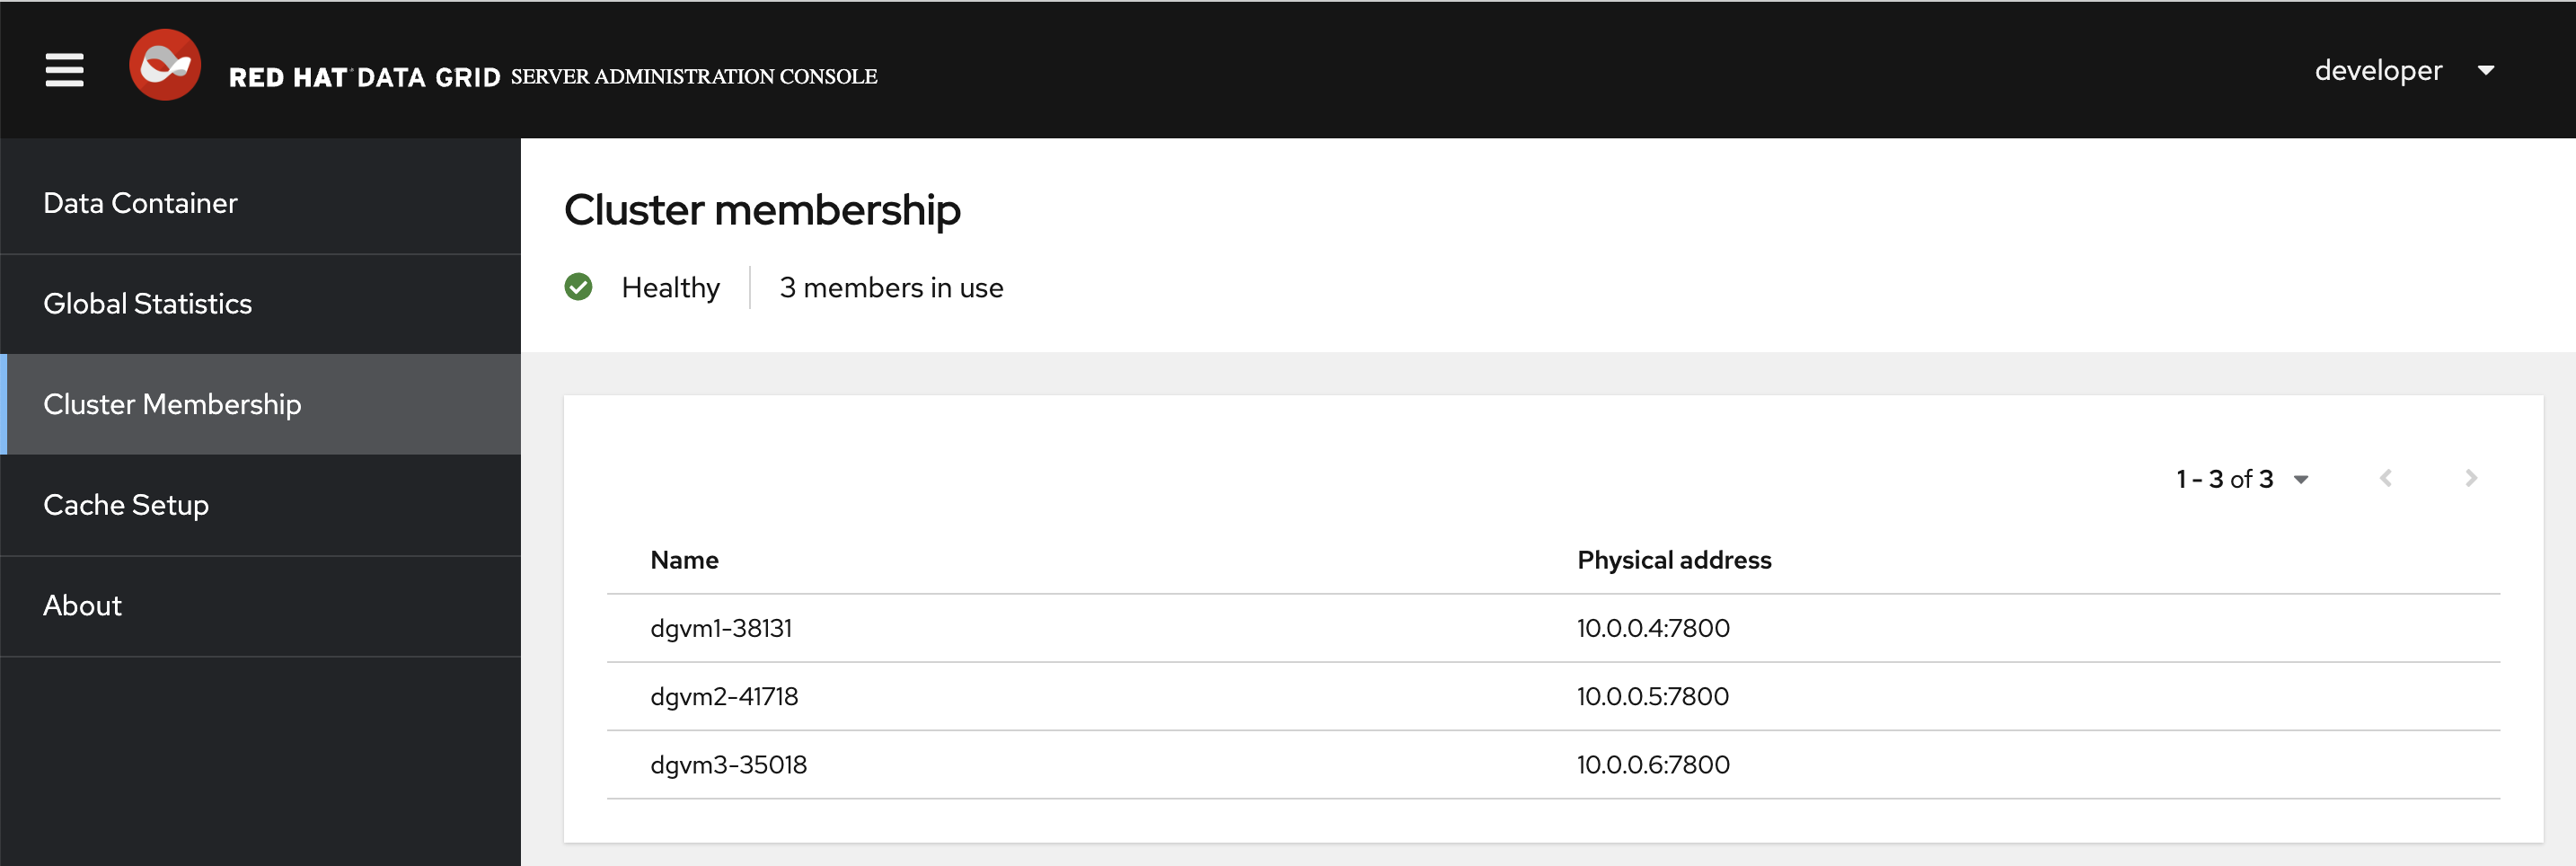 RED HAT DATA GRID SERVER ADMINISTRATION CONSOLE
developer
Data Container
Global Statistics
Cluster Membership
Cache Setup
About
Cluster membership
Healthy
3 members in use
1 - 3 of 3
Name Physical address
dgvm1-38131 10.0.0.4:7800
dgvm2-41718 10.0.0.5:7800
dgvm3-35018 10.0.0.6:7800